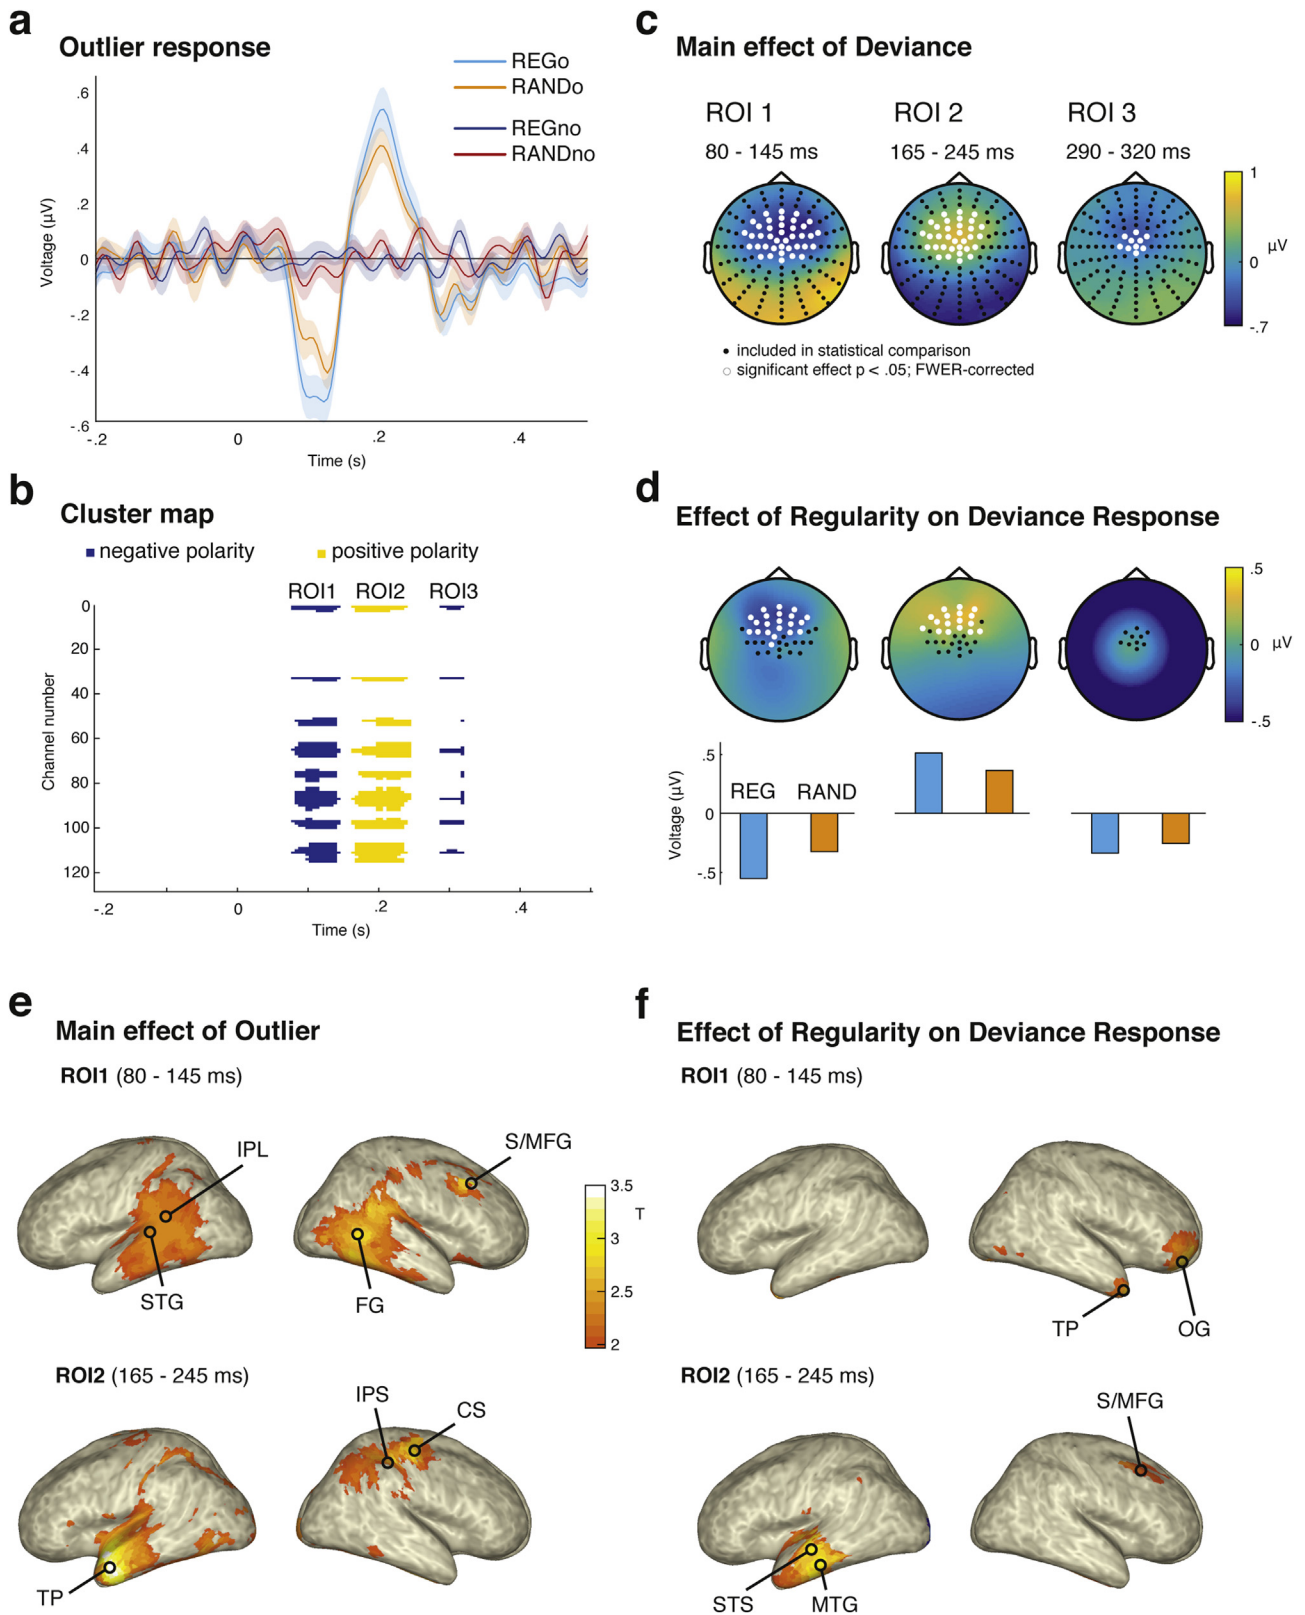 a
Outlier response
REGo
RANDo
REGno
RANDno
.6
.4
.2
0
-.2
-.4
-.6
Voltage (µV)
-.2
0
.2
.4
Time (s)
b
Cluster map
negative polarity
positive polarity
ROI1
ROI2
ROI3
0
20
40
60
80
100
120
Channel number
-.2
0
.2
.4
Time (s)
c
Main effect of Deviance
ROI 1
ROI 2
ROI 3
80 - 145 ms
165 - 245 ms
290 - 320 ms
1
0
-.7
µV
included in statistical comparison
significant effect p < .05; FWER-corrected
d
Effect of Regularity on Deviance Response
.5
0
-.5
µV
.5
0
-.5
Voltage (µV)
REG
RAND
e
Main effect of Outlier
ROI1 (80 - 145 ms)
IPL
S/MFG
STG
FG
3.5
3
2.5
2
T
ROI2 (165 - 245 ms)
IPS
CS
TP
f
Effect of Regularity on Deviance Response
ROI1 (80 - 145 ms)
TP
OG
ROI2 (165 - 245 ms)
S/MFG
STS
MTG